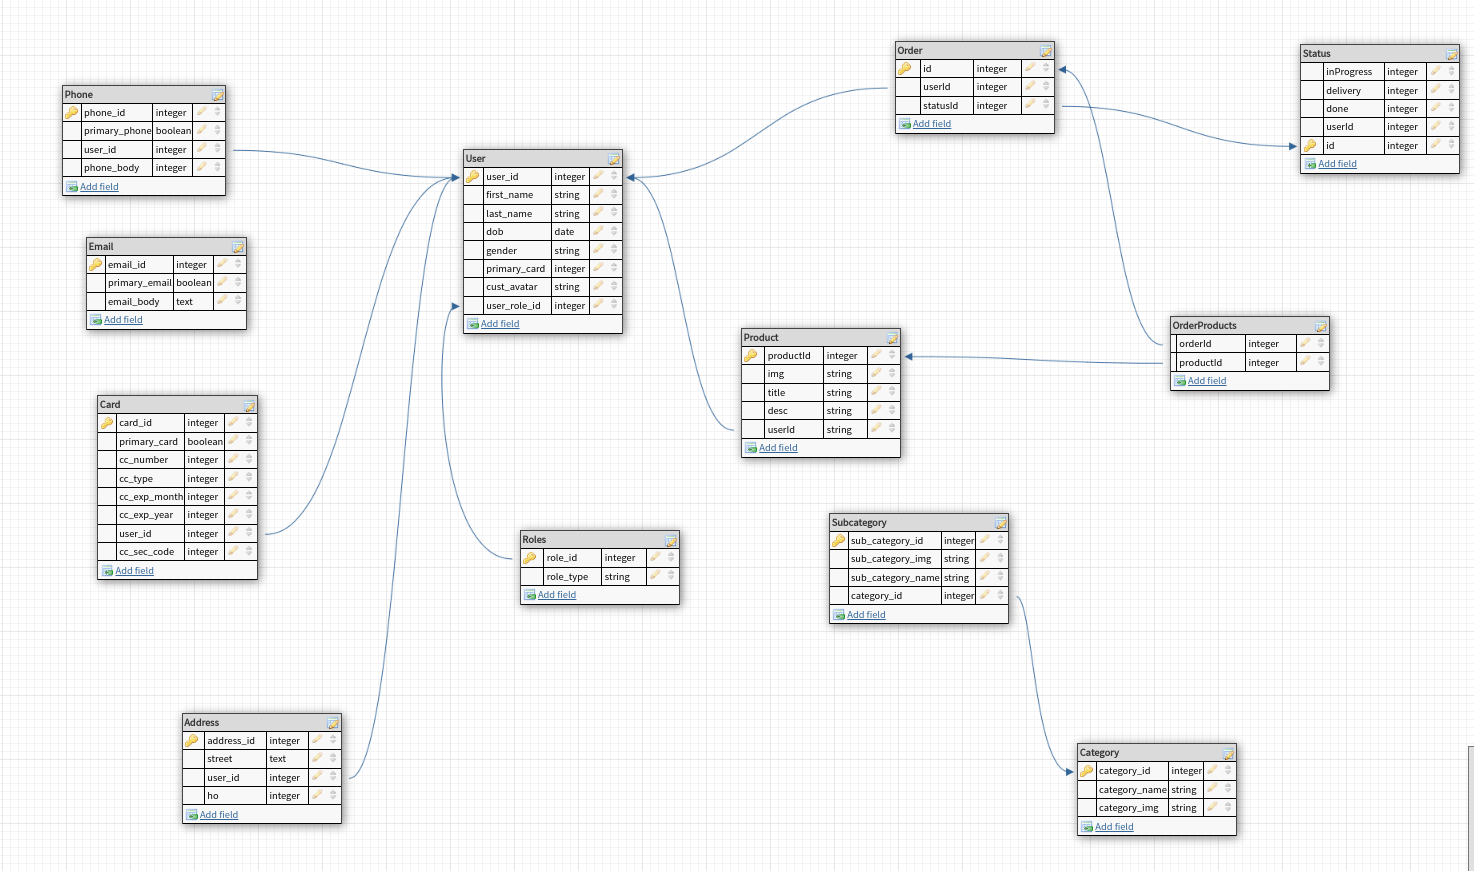 Phone
phone_id integer
primary_phone boolean
user_id integer
phone_body integer
Add field
Email
email_id integer
primary_email boolean
email_body text
Add field
Card
card_id integer
primary_card boolean
cc_number integer
cc_type integer
cc_exp_month integer
cc_exp_year integer
user_id integer
cc_sec_code integer
Add field
Address
address_id integer
street text
user_id integer
ho integer
Add field
User
user_id integer
first_name string
last_name string
dob date
gender string
primary_card integer
cust_avatar string
user_role_id integer
Add field
Roles
role_id integer
role_type string
Add field
Order
id integer
userId integer
statusId integer
Add field
Product
productId integer
img string
title string
desc string
userId string
Add field
Subcategory
sub_category_id integer
sub_category_img string
sub_category_name string
category_id integer
Add field
Status
inProgress integer
delivery integer
done integer
userId integer
id integer
Add field
OrderProducts
orderId integer
productId integer
Add field
Category
category_id integer
category_name string
category_img string
Add field